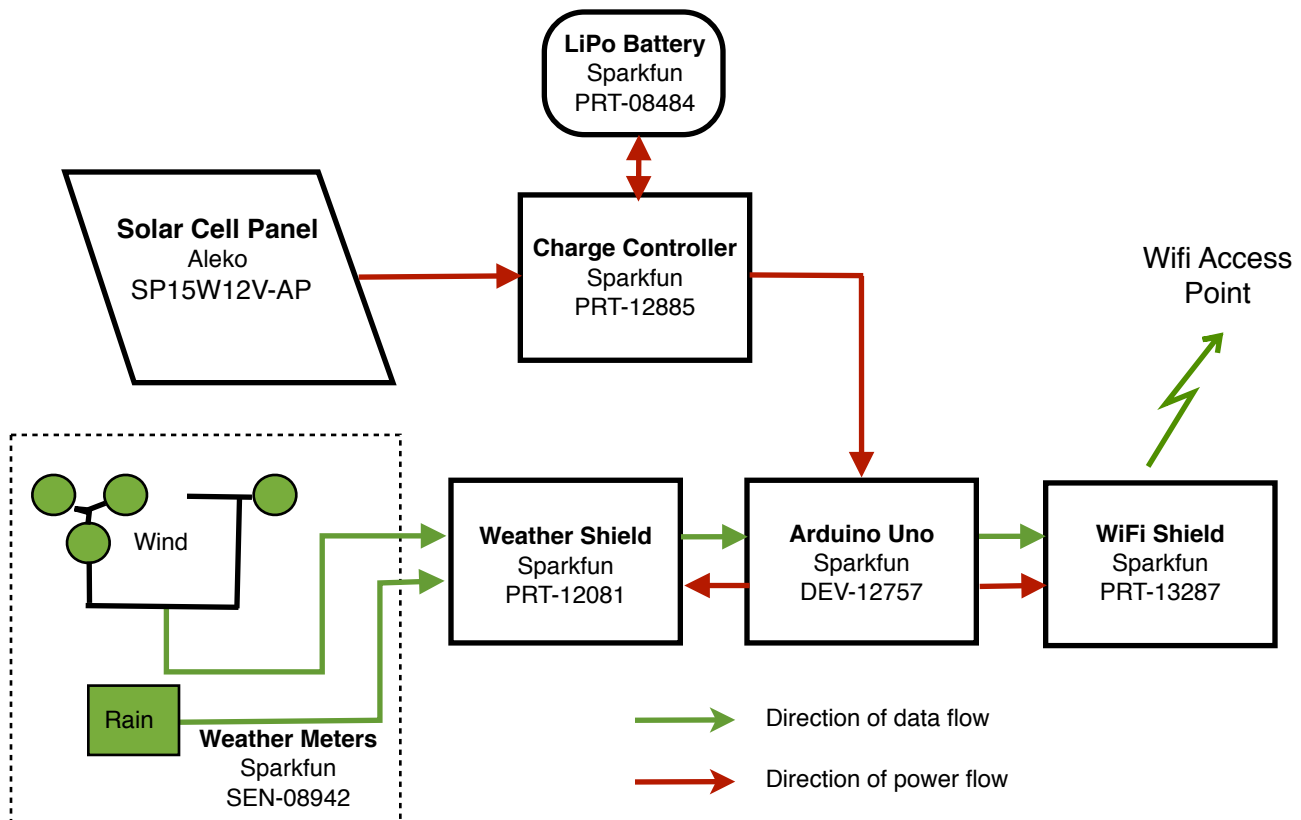 LiPo Battery
Sparkfun
PRT-08484
Solar Cell Panel
Aleko
SP15W12V-AP
Charge Controller
Sparkfun
PRT-12885
Wifi Access
Point
Wind
Rain
Weather Meters
Sparkfun
SEN-08942
Weather Shield
Sparkfun
PRT-12081
Arduino Uno
Sparkfun
DEV-12757
WiFi Shield
Sparkfun
PRT-13287
Direction of data flow
Direction of power flow